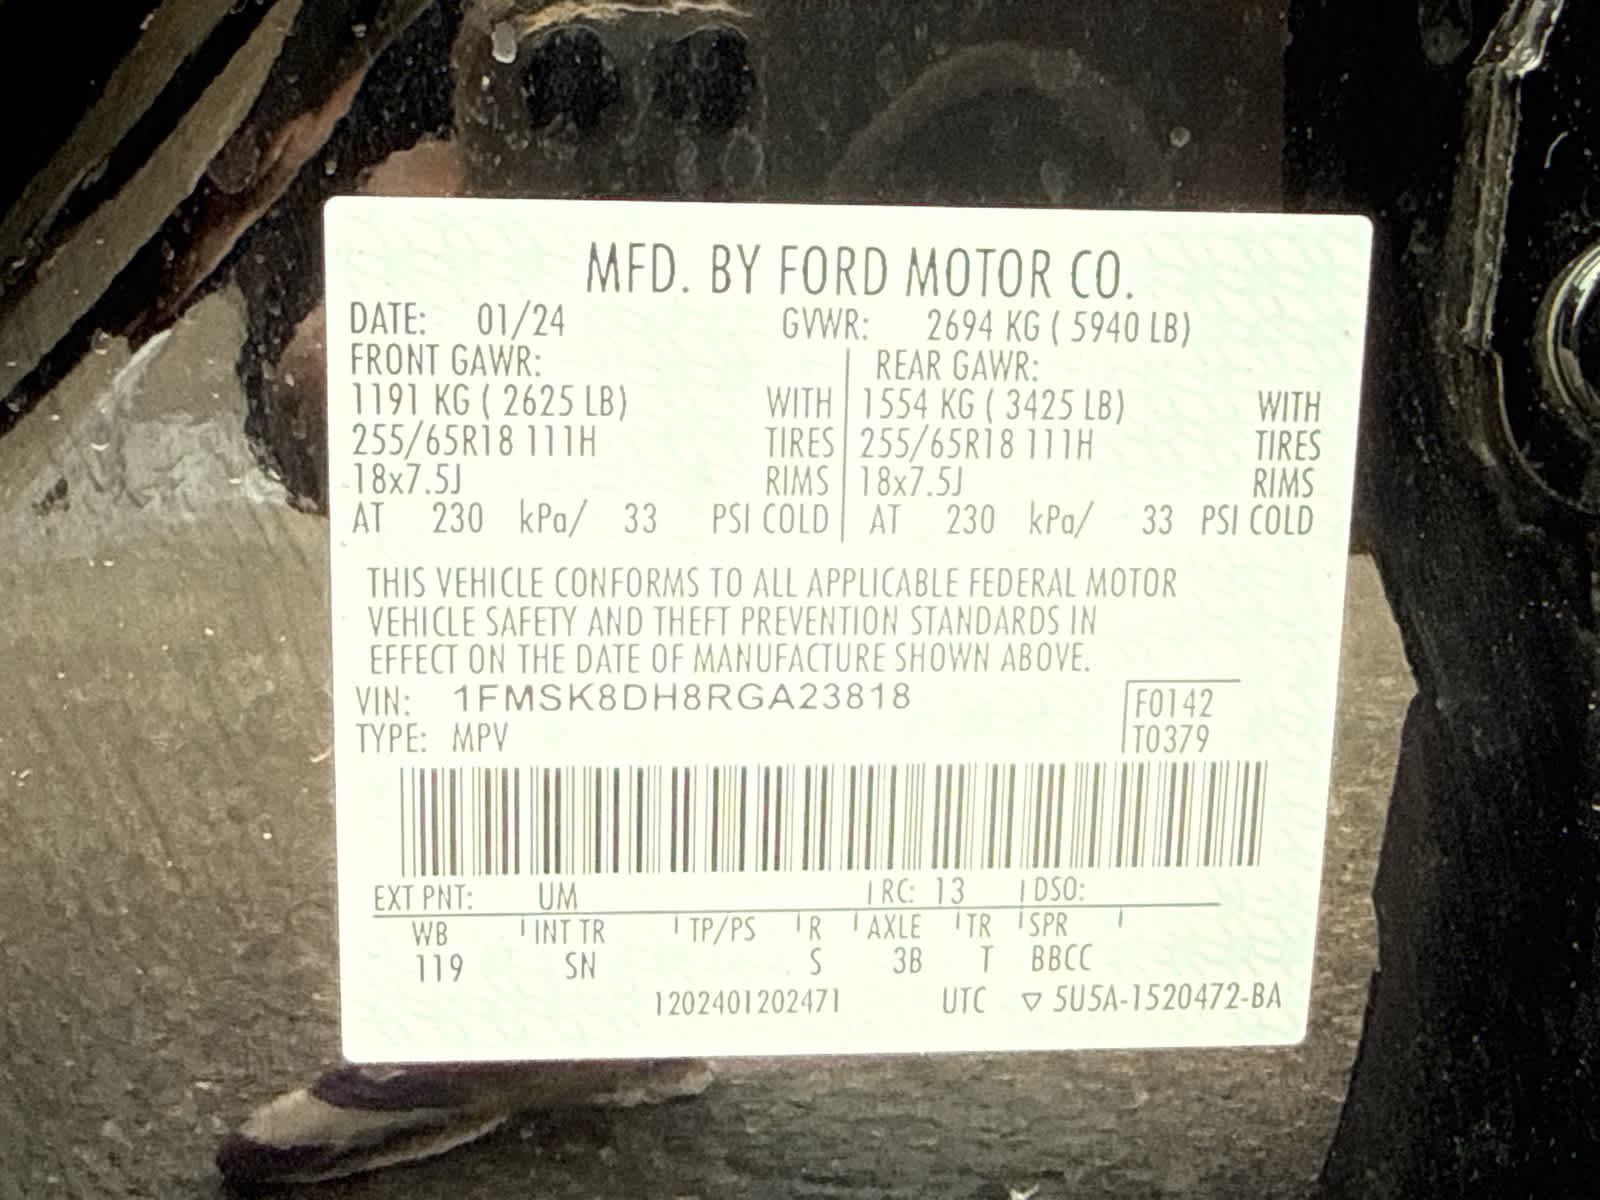 MFD. BY FORD MOTOR CO.
DATE: 01/24 GVWR: 2694 KG ( 5940 LB)
FRONT GAWR: REAR GAWR:
1191 KG ( 2625 LB) WITH 1554 KG ( 3425 LB) WITH
255/65R18 111H TIRES 255/65R18 111H TIRES
18x7.5J RIMS 18x7.5J RIMS
AT 230 kPa/ 33 PSI COLD AT 230 kPa/ 33 PSI COLD
THIS VEHICLE CONFORMS TO ALL APPLICABLE FEDERAL MOTOR
VEHICLE SAFETY AND THEFT PREVENTION STANDARDS IN
EFFECT ON THE DATE OF MANUFACTURE SHOWN ABOVE.
VIN: 1FMSK8DH8RGA23818 F0142
TYPE: MPV T0379
EXT PNT: UM RC: 13 DSO:
WB INT TR TP/PS R AXLE TR SPR
119 SN S 3B T BBCC
1202401202471 UTC ▽ 5U5A-1520472-BA